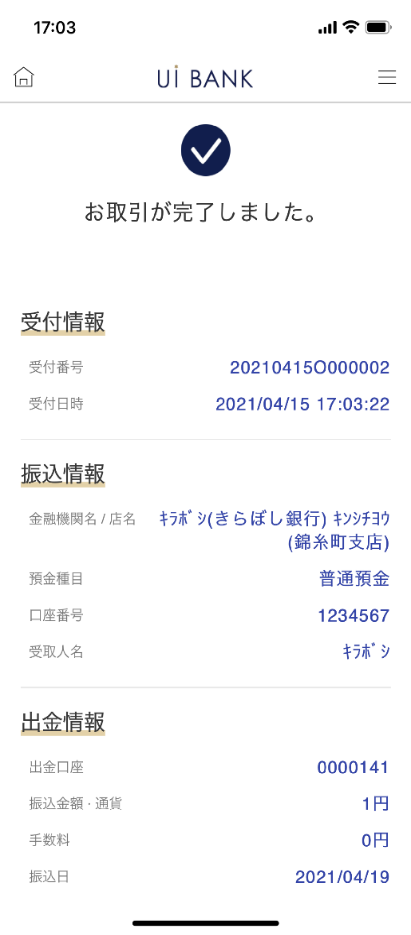 17:03
UI BANK
お取引が完了しました。
受付情報
受付番号 20210415O000002
受付日時 2021/04/15 17:03:22
振込情報
金融機関名 / 店名 ｷﾗﾎﾞｼ(きらぼし銀行) ｷﾝｼﾁﾖｳ
(錦糸町支店)
預金種目 普通預金
口座番号 1234567
受取人名 ｷﾗﾎﾞｼ
出金情報
出金口座 0000141
振込金額・通貨 1円
手数料 0円
振込日 2021/04/19